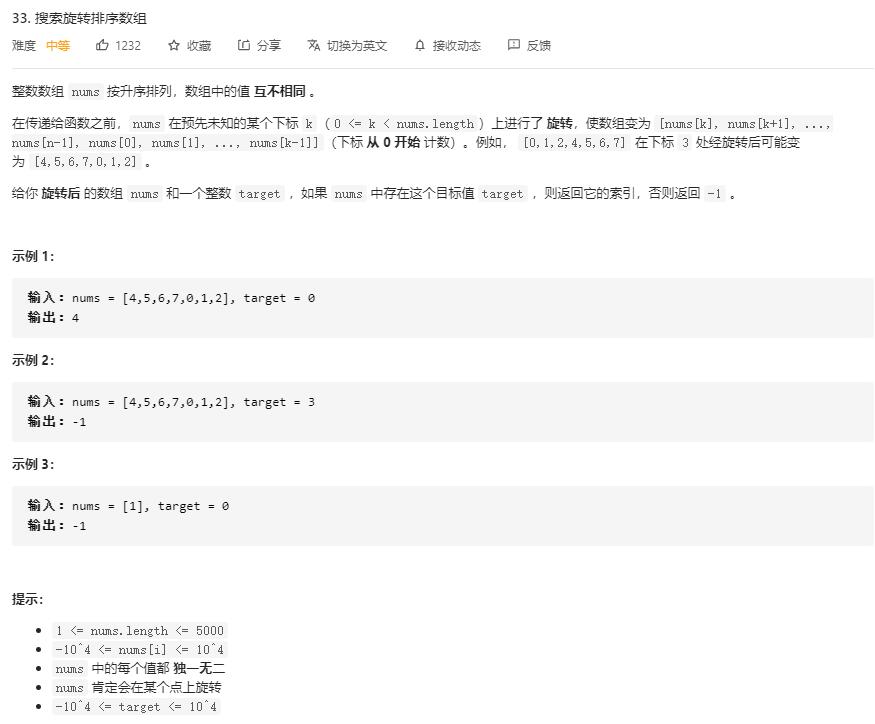 33. 搜索旋转排序数组
难度 中等 1232 收藏 分享 切换为英文 接收动态 反馈
整数数组 nums 按升序排列，数组中的值 互不相同 。
在传递给函数之前，nums 在预先未知的某个下标 k（0 <= k < nums.length）上进行了 旋转，使数组变为 [nums[k], nums[k+1], ...,
nums[n-1], nums[0], nums[1], ..., nums[k-1]]（下标 从 0 开始 计数）。例如， [0,1,2,4,5,6,7] 在下标 3 处经旋转后可能变
为 [4,5,6,7,0,1,2] 。
给你 旋转后 的数组 nums 和一个整数 target ，如果 nums 中存在这个目标值 target ，则返回它的索引，否则返回 -1 。
示例 1：
输入：nums = [4,5,6,7,0,1,2], target = 0
输出：4
示例 2：
输入：nums = [4,5,6,7,0,1,2], target = 3
输出：-1
示例 3：
输入：nums = [1], target = 0
输出：-1
提示：
1 <= nums.length <= 5000
-10^4 <= nums[i] <= 10^4
nums 中的每个值都 独一无二
nums 肯定会在某个点上旋转
-10^4 <= target <= 10^4